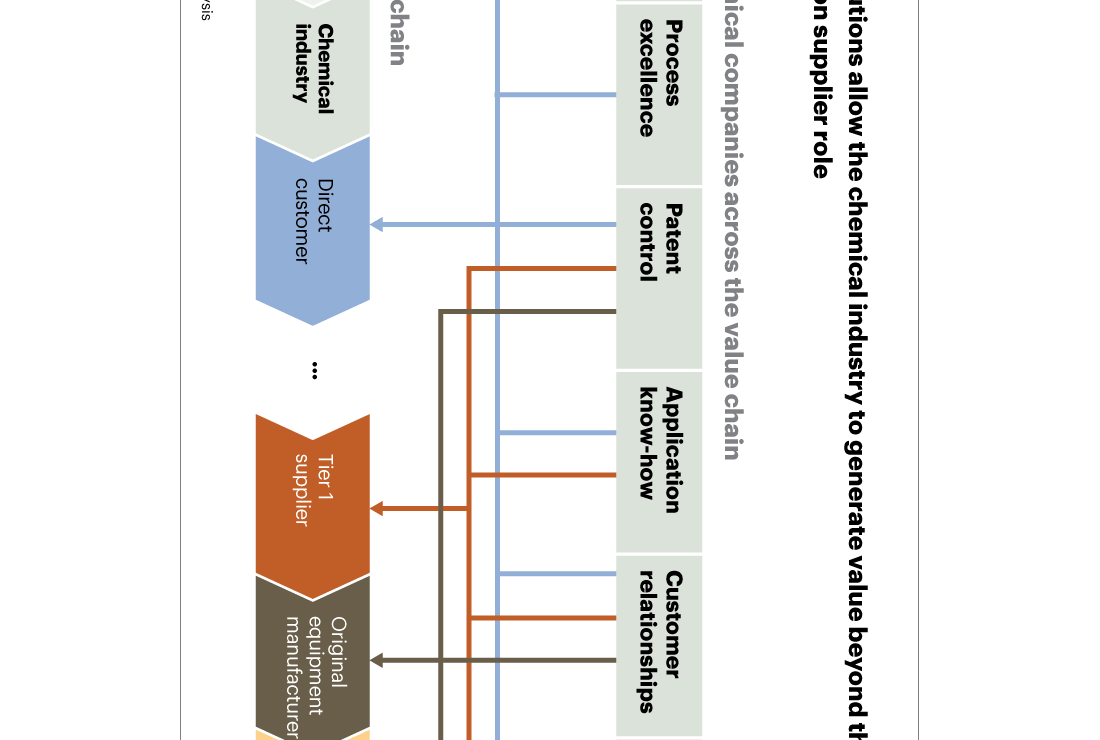 utions allow the chemical industry to generate value beyond th
on supplier role
ical companies across the value chain
Process
excellence
Patent
control
Application
know-how
Customer
relationships
chain
Chemical
industry
Direct
customer
...
Tier 1
supplier
Original
equipment
manufacturer
ysis